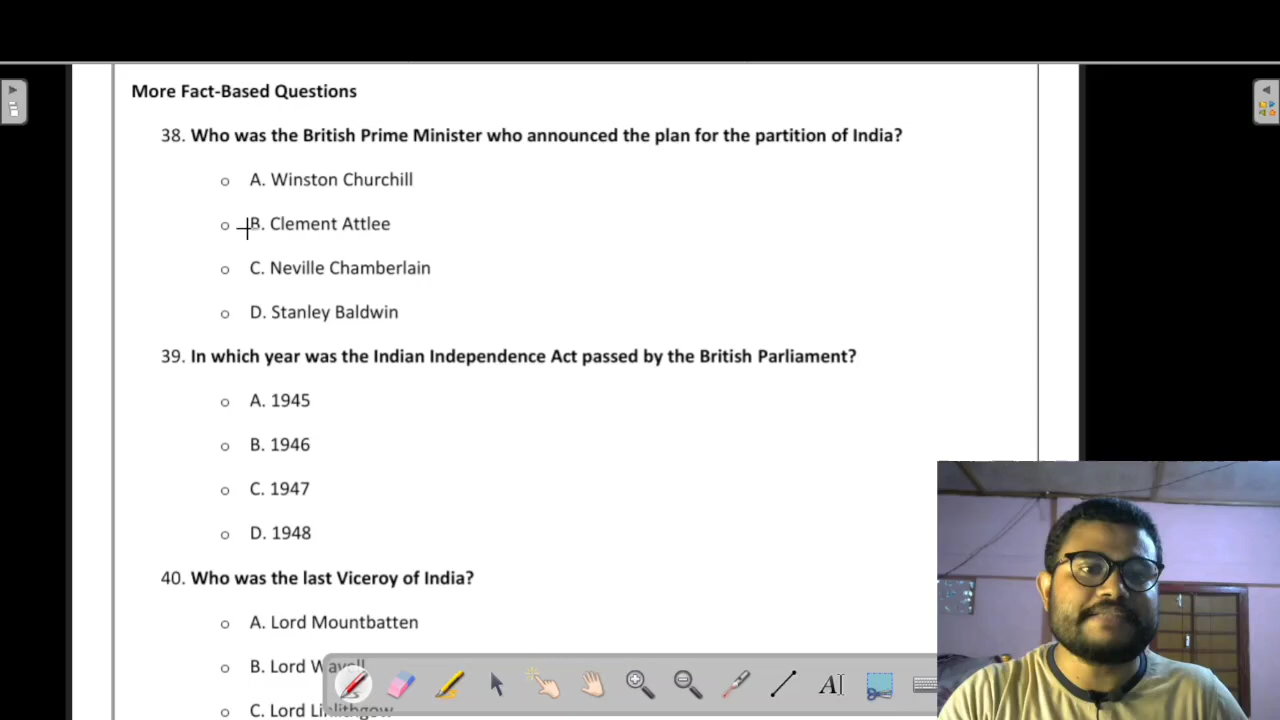 More Fact-Based Questions
38. Who was the British Prime Minister who announced the plan for the partition of India?
o A. Winston Churchill
o B. Clement Attlee
o C. Neville Chamberlain
o D. Stanley Baldwin
39. In which year was the Indian Independence Act passed by the British Parliament?
o A. 1945
o B. 1946
o C. 1947
o D. 1948
40. Who was the last Viceroy of India?
o A. Lord Mountbatten
o B. Lord Wavell
o C. Lord Linlithgow
AI